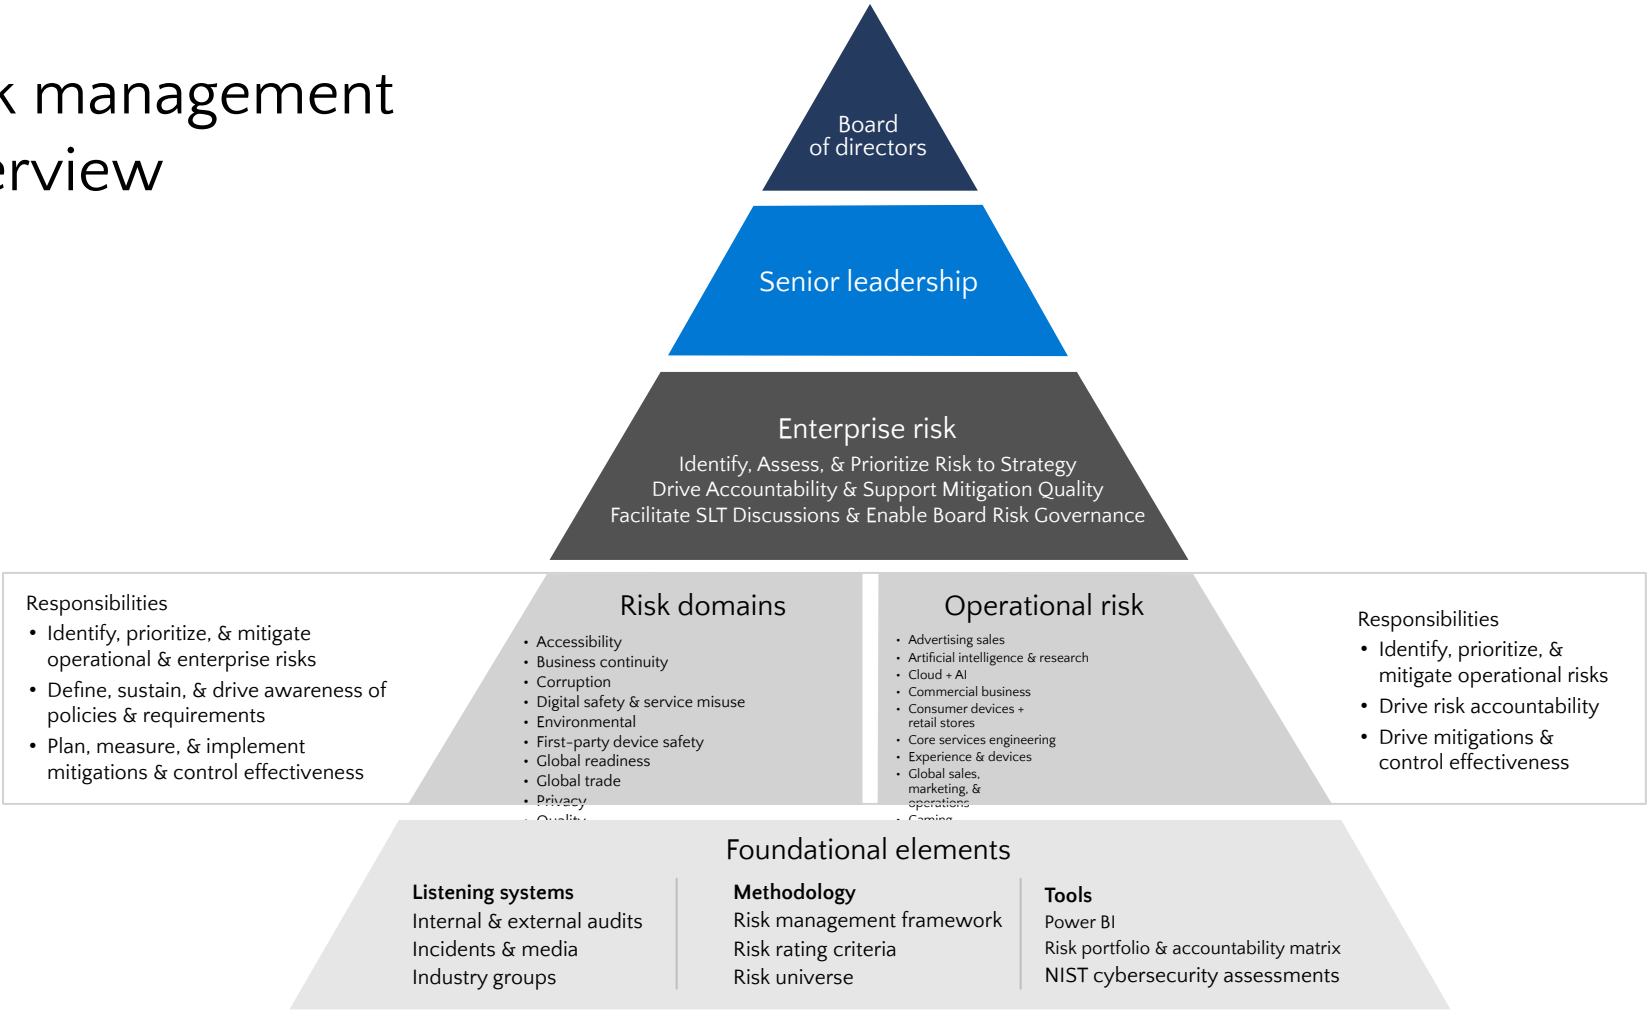 k management
erview
Board
of directors
Senior leadership
Enterprise risk
Identify, Assess, & Prioritize Risk to Strategy
Drive Accountability & Support Mitigation Quality
Facilitate SLT Discussions & Enable Board Risk Governance
Responsibilities
• Identify, prioritize, & mitigate
operational & enterprise risks
• Define, sustain, & drive awareness of
policies & requirements
• Plan, measure, & implement
mitigations & control effectiveness
Risk domains
• Accessibility
• Business continuity
• Corruption
• Digital safety & service misuse
• Environmental
• First-party device safety
• Global readiness
• Global trade
• Privacy
• Quality
Operational risk
• Advertising sales
• Artificial intelligence & research
• Cloud + AI
• Commercial business
• Consumer devices +
retail stores
• Core services engineering
• Experience & devices
• Global sales,
marketing, &
operations
• Gaming
Responsibilities
• Identify, prioritize, &
mitigate operational risks
• Drive risk accountability
• Drive mitigations &
control effectiveness
Foundational elements
Listening systems
Internal & external audits
Incidents & media
Industry groups
Methodology
Risk management framework
Risk rating criteria
Risk universe
Tools
Power BI
Risk portfolio & accountability matrix
NIST cybersecurity assessments